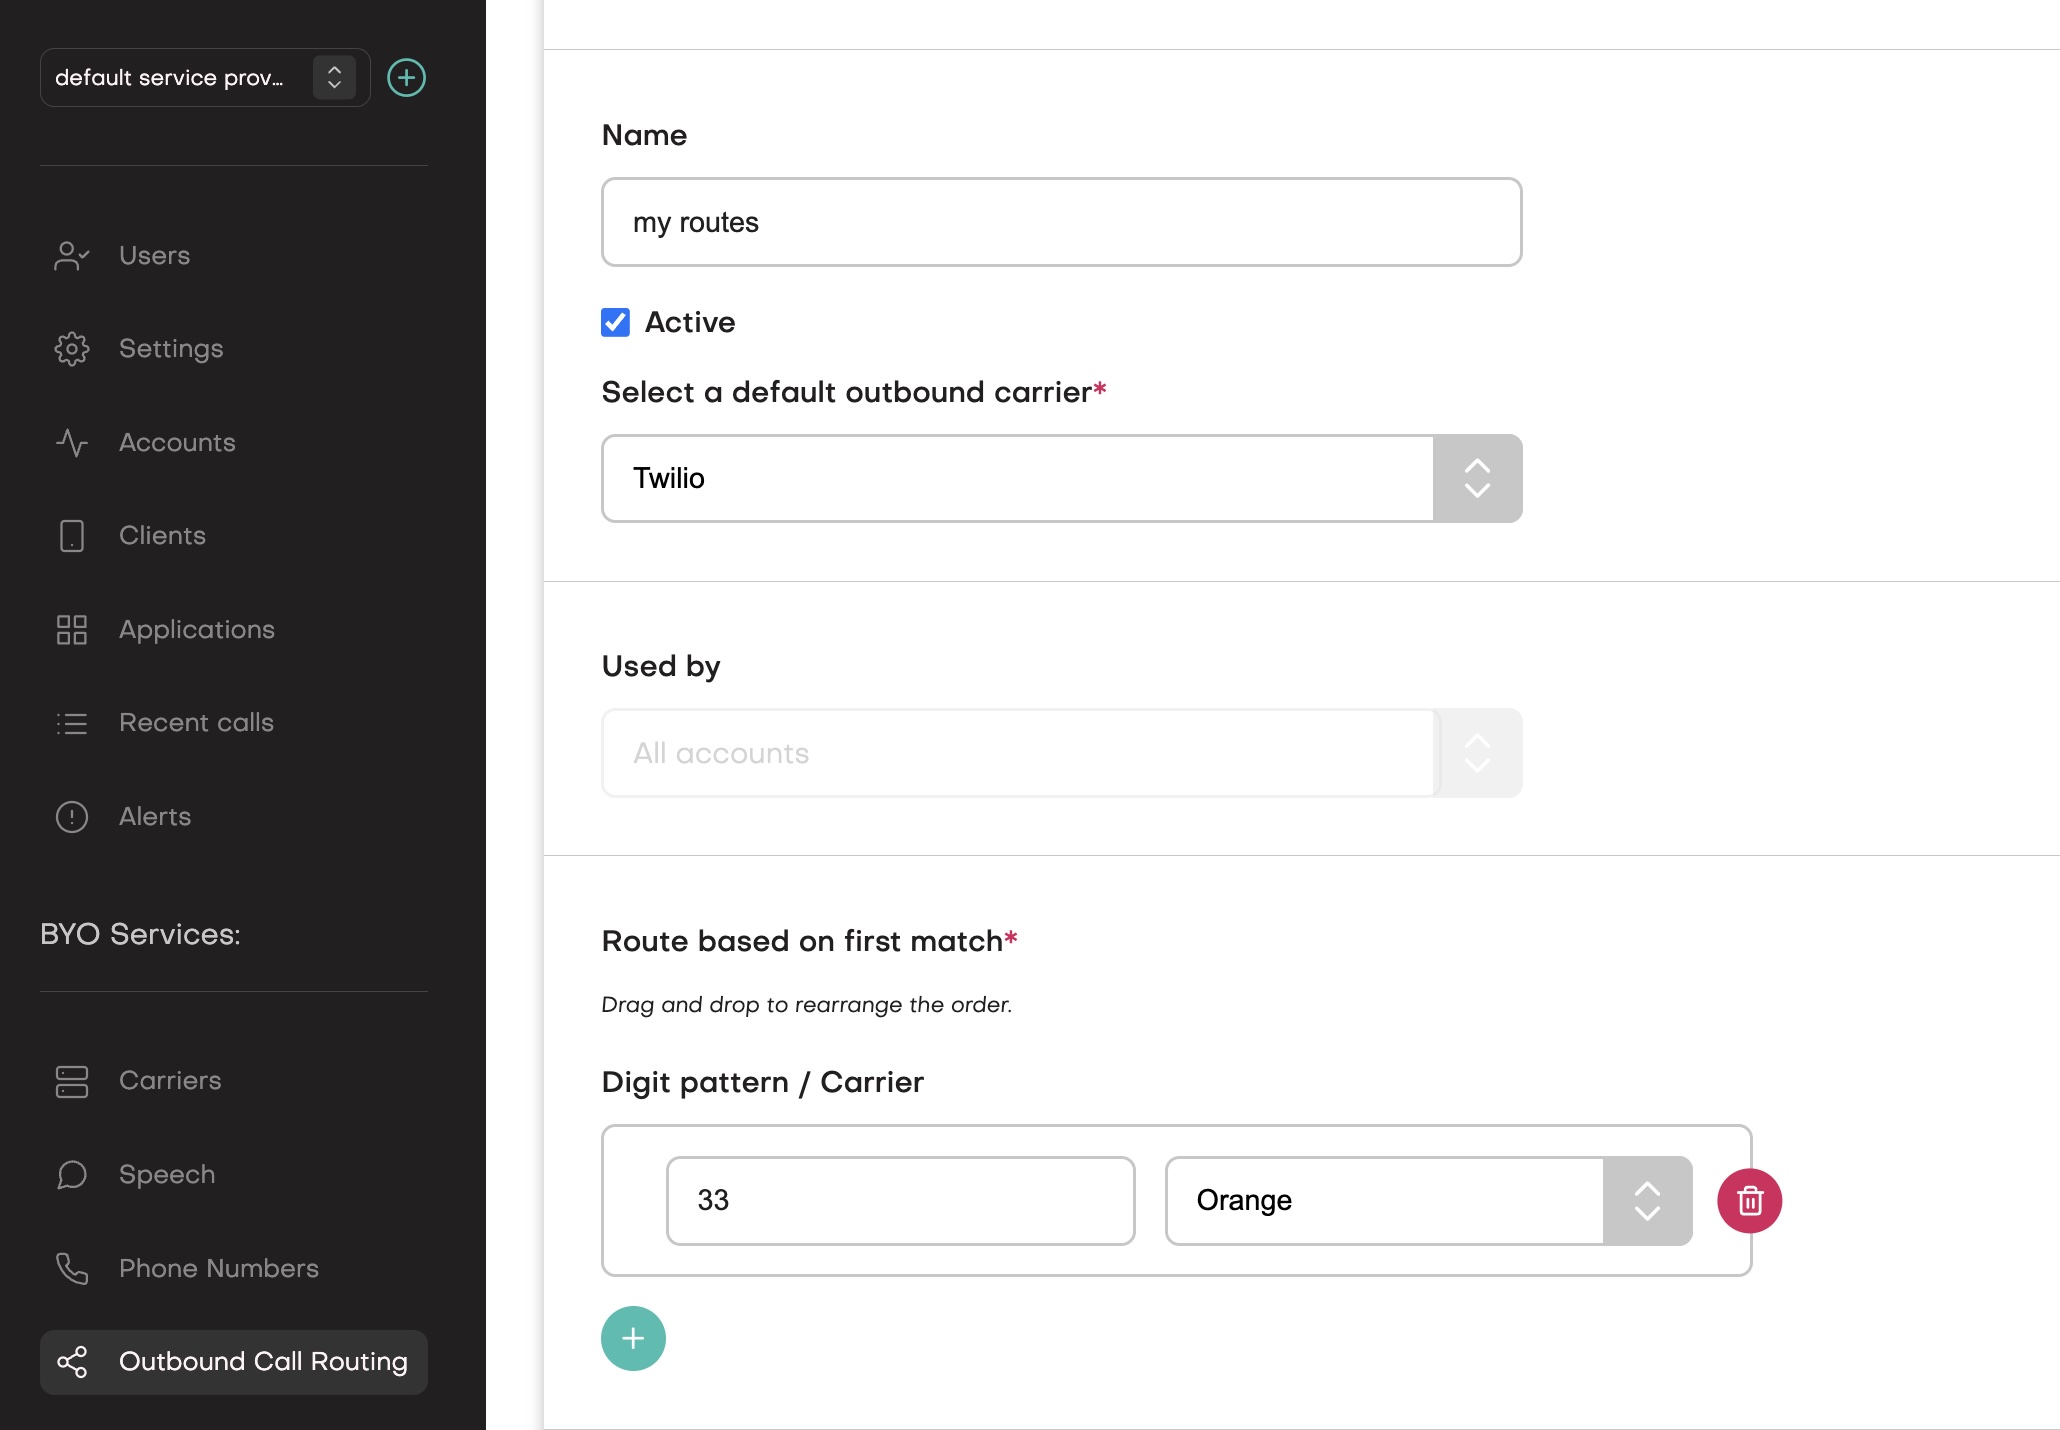 default service prov...
Users
Settings
Accounts
Clients
Applications
Recent calls
Alerts
BYO Services:
Carriers
Speech
Phone Numbers
Outbound Call Routing
Name
my routes
Active
Select a default outbound carrier*
Twilio
Used by
All accounts
Route based on first match*
Drag and drop to rearrange the order.
Digit pattern / Carrier
33
Orange